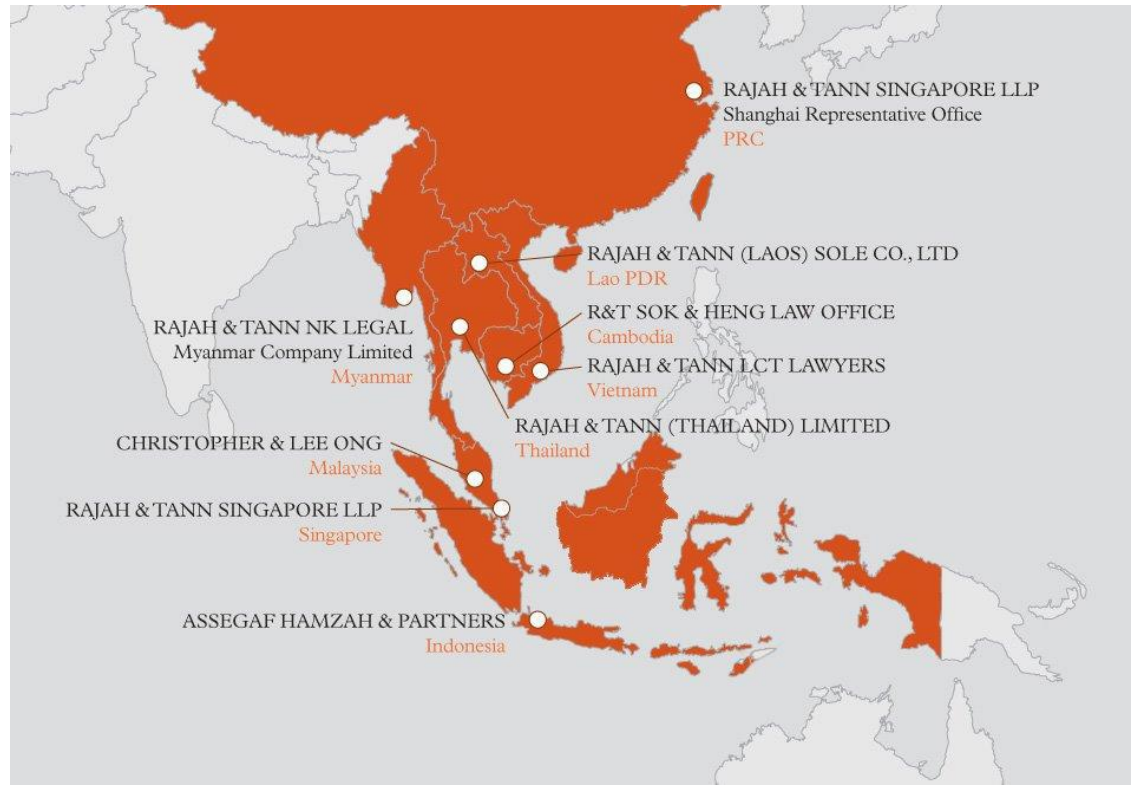 RAJAH & TANN SINGAPORE LLP
Shanghai Representative Office
PRC
RAJAH & TANN (LAOS) SOLE CO., LTD
Lao PDR
R&T SOK & HENG LAW OFFICE
Cambodia
RAJAH & TANN NK LEGAL
Myanmar Company Limited
Myanmar
RAJAH & TANN LCT LAWYERS
Vietnam
RAJAH & TANN (THAILAND) LIMITED
Thailand
CHRISTOPHER & LEE ONG
Malaysia
RAJAH & TANN SINGAPORE LLP
Singapore
ASSEGAF HAMZAH & PARTNERS
Indonesia